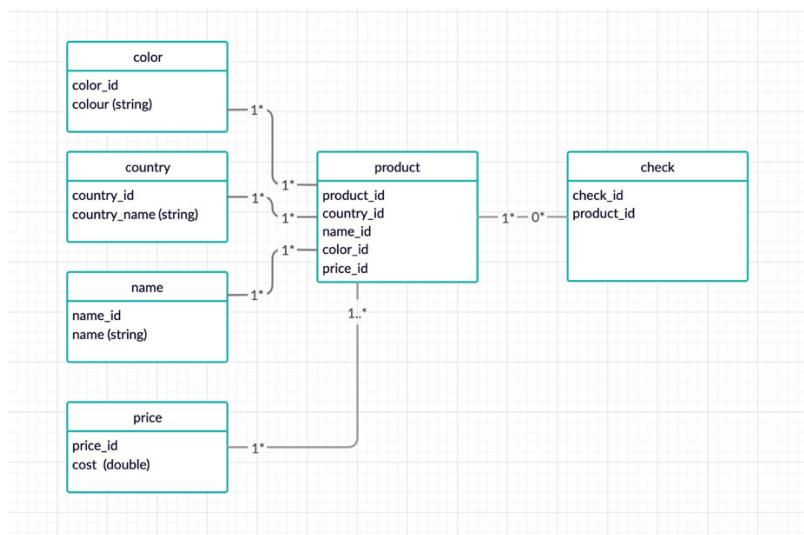 color
color_id
colour (string)
1*
1*
country
country_id
country_name (string)
1*
1*
name
name_id
name (string)
1*
1*
price
price_id
cost (double)
1*
1..*
product
product_id
country_id
name_id
color_id
price_id
1*
0*
check
check_id
product_id